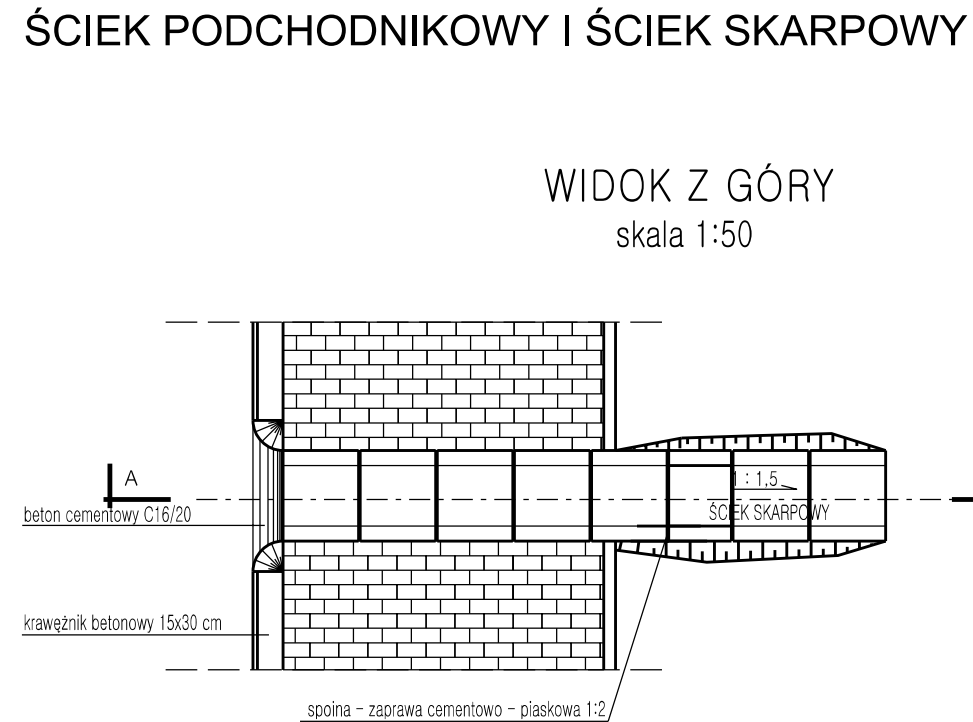 ŚCIEK PODCHODNIKOWY I ŚCIEK SKARPOWY
WIDOK Z GÓRY
skala 1:50
A
1 : 1,5
beton cementowy C16/20
ŚCIEK SKARPOWY
krawężnik betonowy 15x30 cm
spoina - zaprawa cementowo - piaskowa 1:2